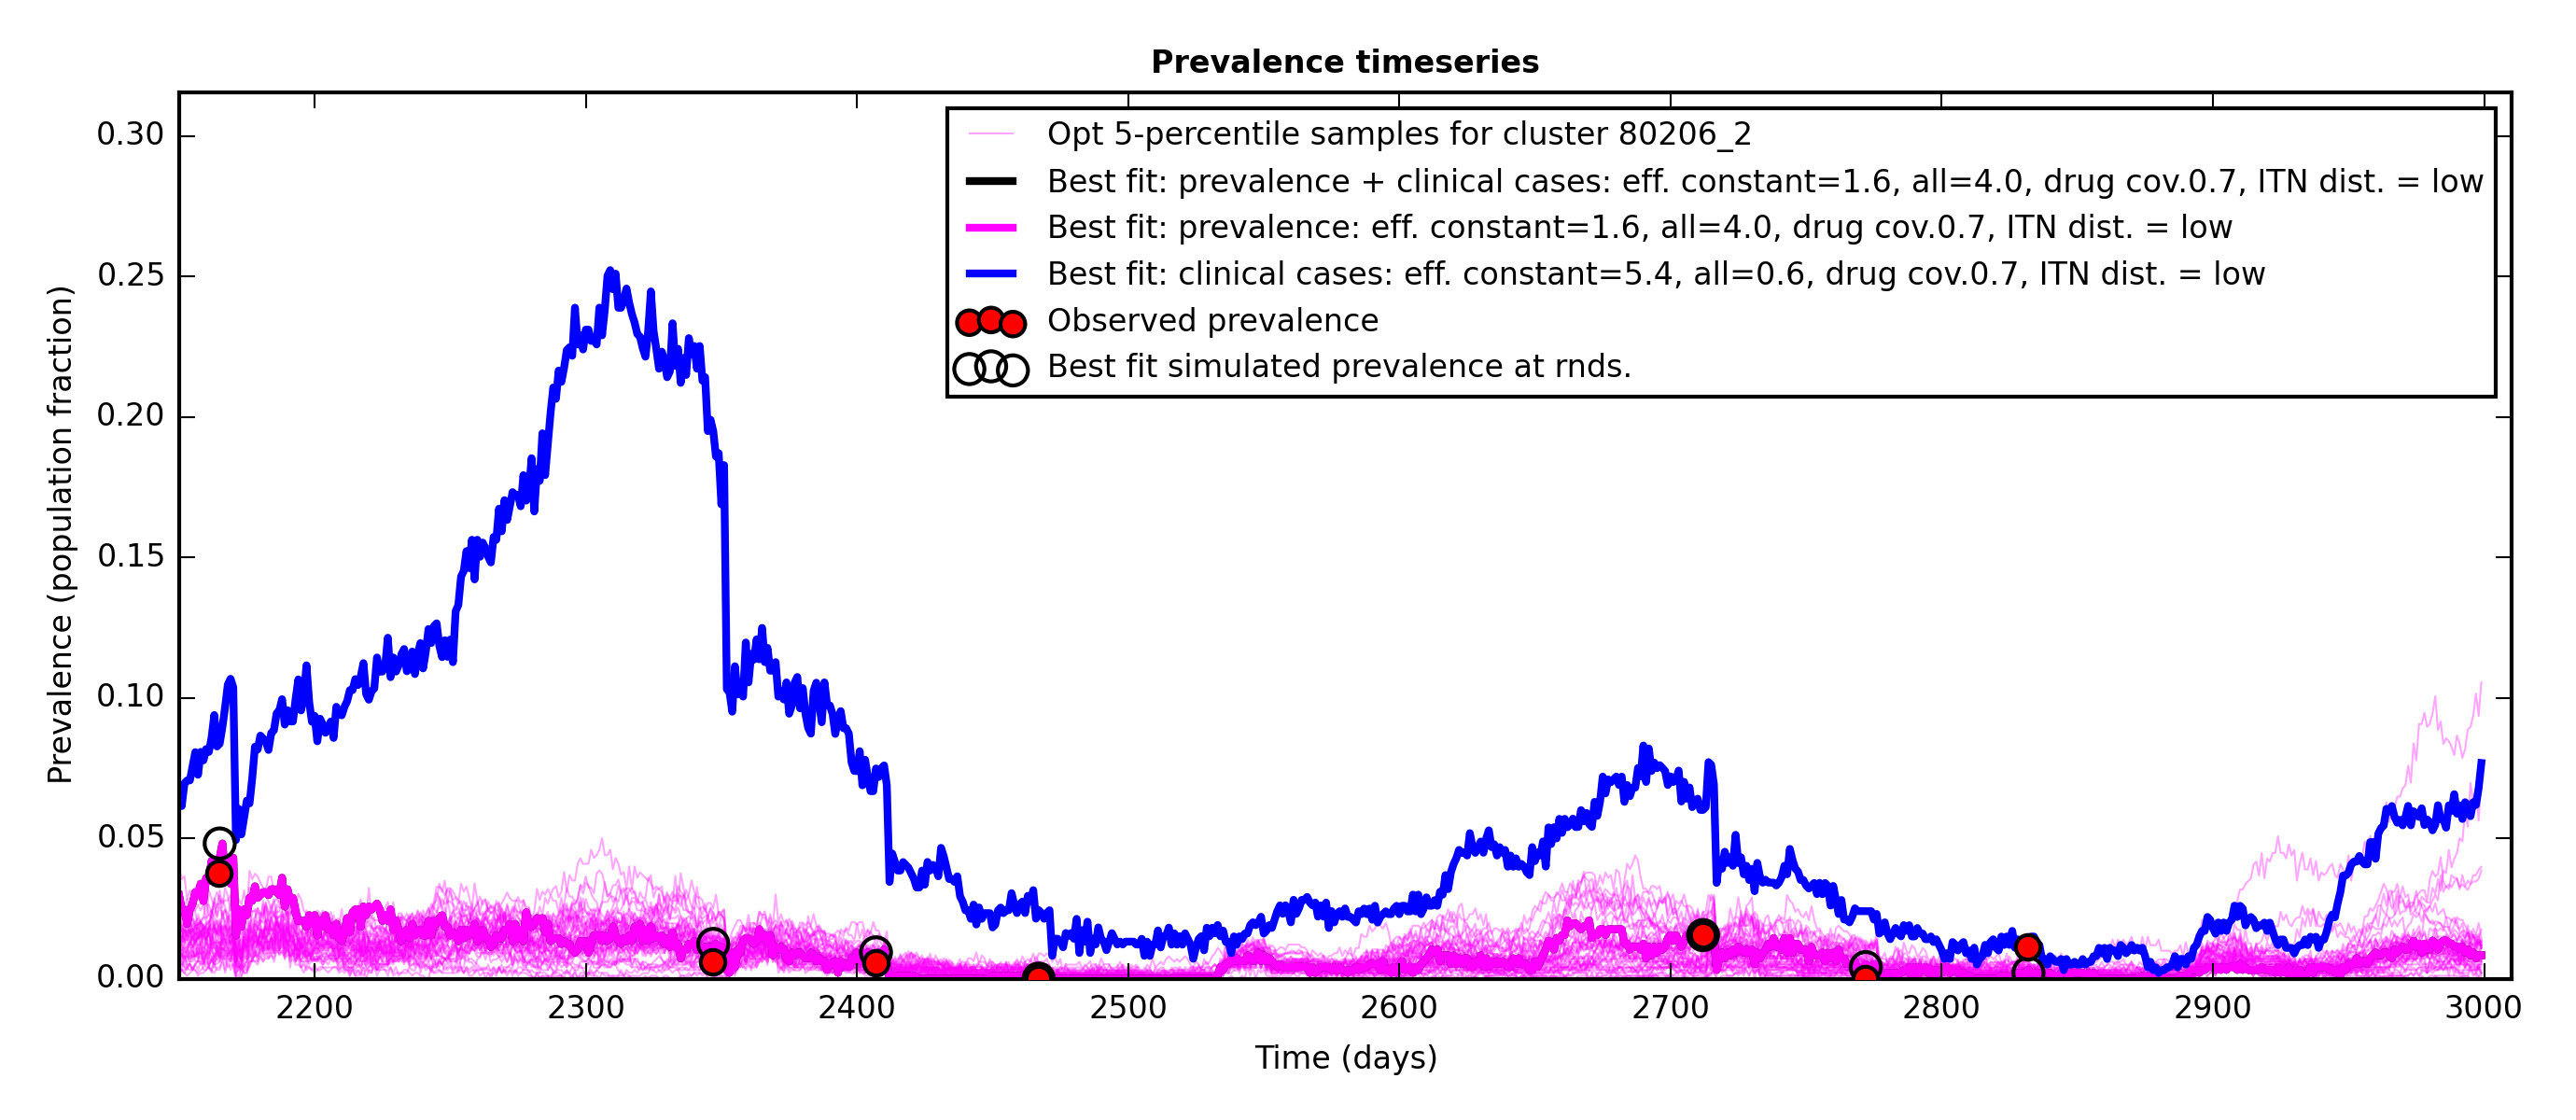 Prevalence timeseries
Opt 5-percentile samples for cluster 80206_2
Best fit: prevalence + clinical cases: eff. constant=1.6, all=4.0, drug cov.0.7, ITN dist. = low
Best fit: prevalence: eff. constant=1.6, all=4.0, drug cov.0.7, ITN dist. = low
Best fit: clinical cases: eff. constant=5.4, all=0.6, drug cov.0.7, ITN dist. = low
Observed prevalence
Best fit simulated prevalence at rnds.
Prevalence (population fraction)
0.30
0.25
0.20
0.15
0.10
0.05
0.00
2200 2300 2400 2500 2600 2700 2800 2900 3000
Time (days)